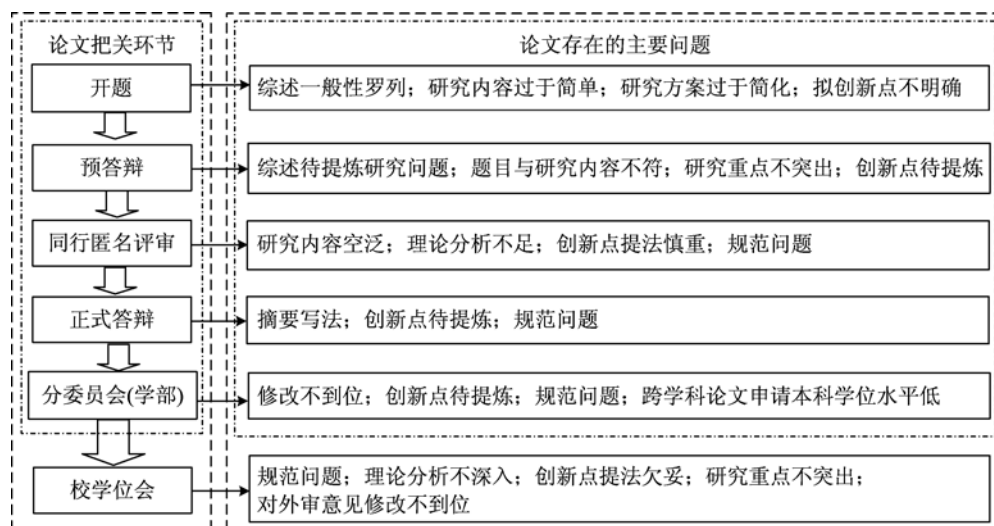 论文把关环节
论文存在的主要问题
开题
综述一般性罗列；研究内容过于简单；研究方案过于简化；拟创新点不明确
预答辩
综述待提炼研究问题；题目与研究内容不符；研究重点不突出；创新点待提炼
同行匿名评审
研究内容空泛；理论分析不足；创新点提法慎重；规范问题
正式答辩
摘要写法；创新点待提炼；规范问题
分委员会(学部)
修改不到位；创新点待提炼；规范问题；跨学科论文申请本科学位水平低
校学位会
规范问题；理论分析不深入；创新点提法欠妥；研究重点不突出；
对外审意见修改不到位